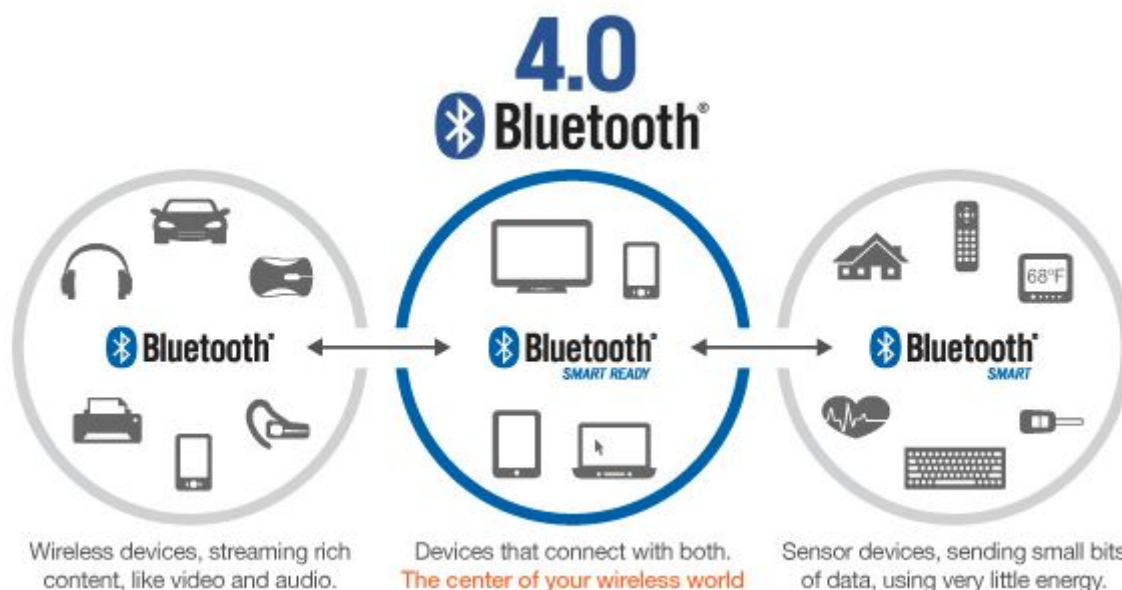 4.0
Bluetooth®
68°F
Bluetooth®
Bluetooth®
SMART READY
Bluetooth®
SMART
Wireless devices, streaming rich
content, like video and audio.
Devices that connect with both.
The center of your wireless world
Sensor devices, sending small bits
of data, using very little energy.